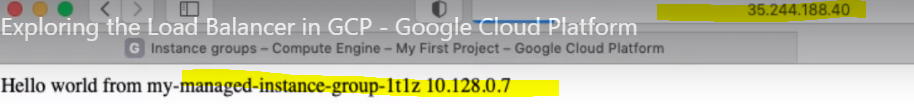 35.244.188.40
Exploring the Load Balancer in GCP - Google Cloud Platform
G Instance groups – Compute Engine – My First Project – Google Cloud Platform
Hello world from my-managed-instance-group-1t1z 10.128.0.7